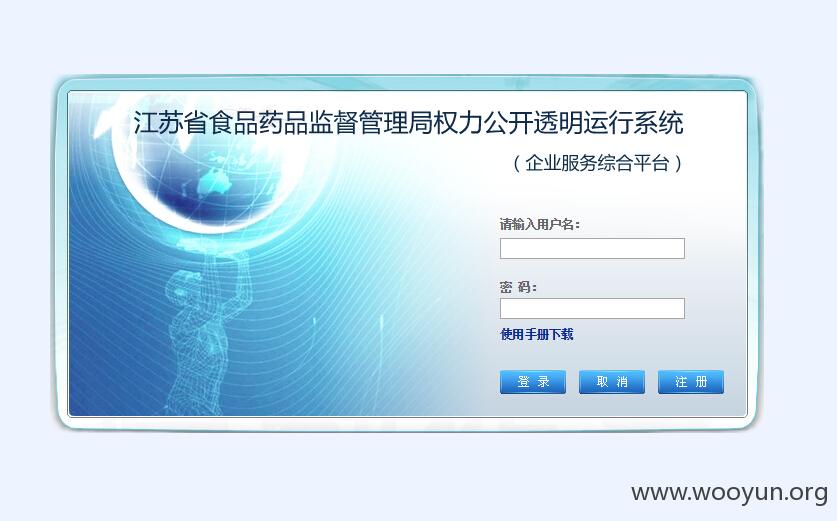 江苏省食品药品监督管理局权力公开透明运行系统
（企业服务综合平台）
请输入用户名：
密 码：
使用手册下载
登 录 取 消 注 册
www.wooyun.org